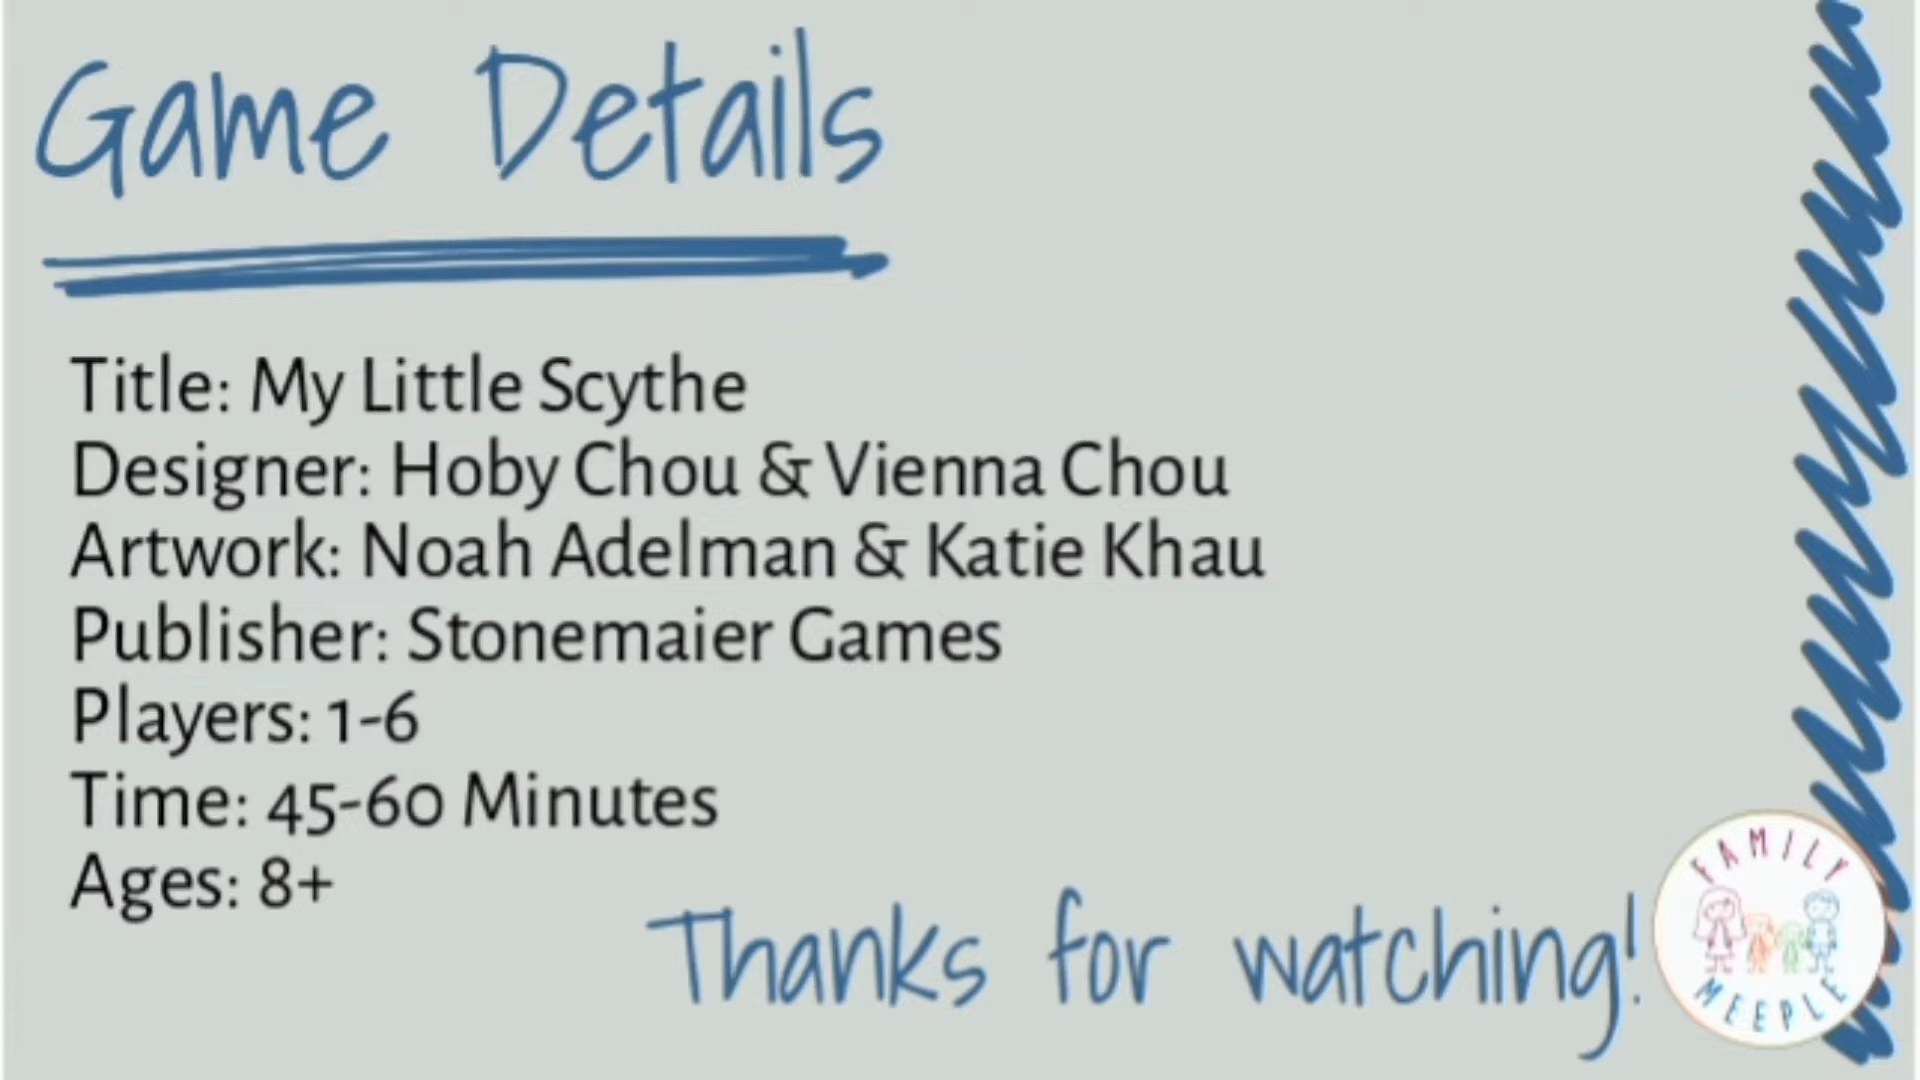 Game Details
Title: My Little Scythe
Designer: Hoby Chou & Vienna Chou
Artwork: Noah Adelman & Katie Khau
Publisher: Stonemaier Games
Players: 1-6
Time: 45-60 Minutes
Ages: 8+
Thanks for watching!
FAMILY
MEEPLE